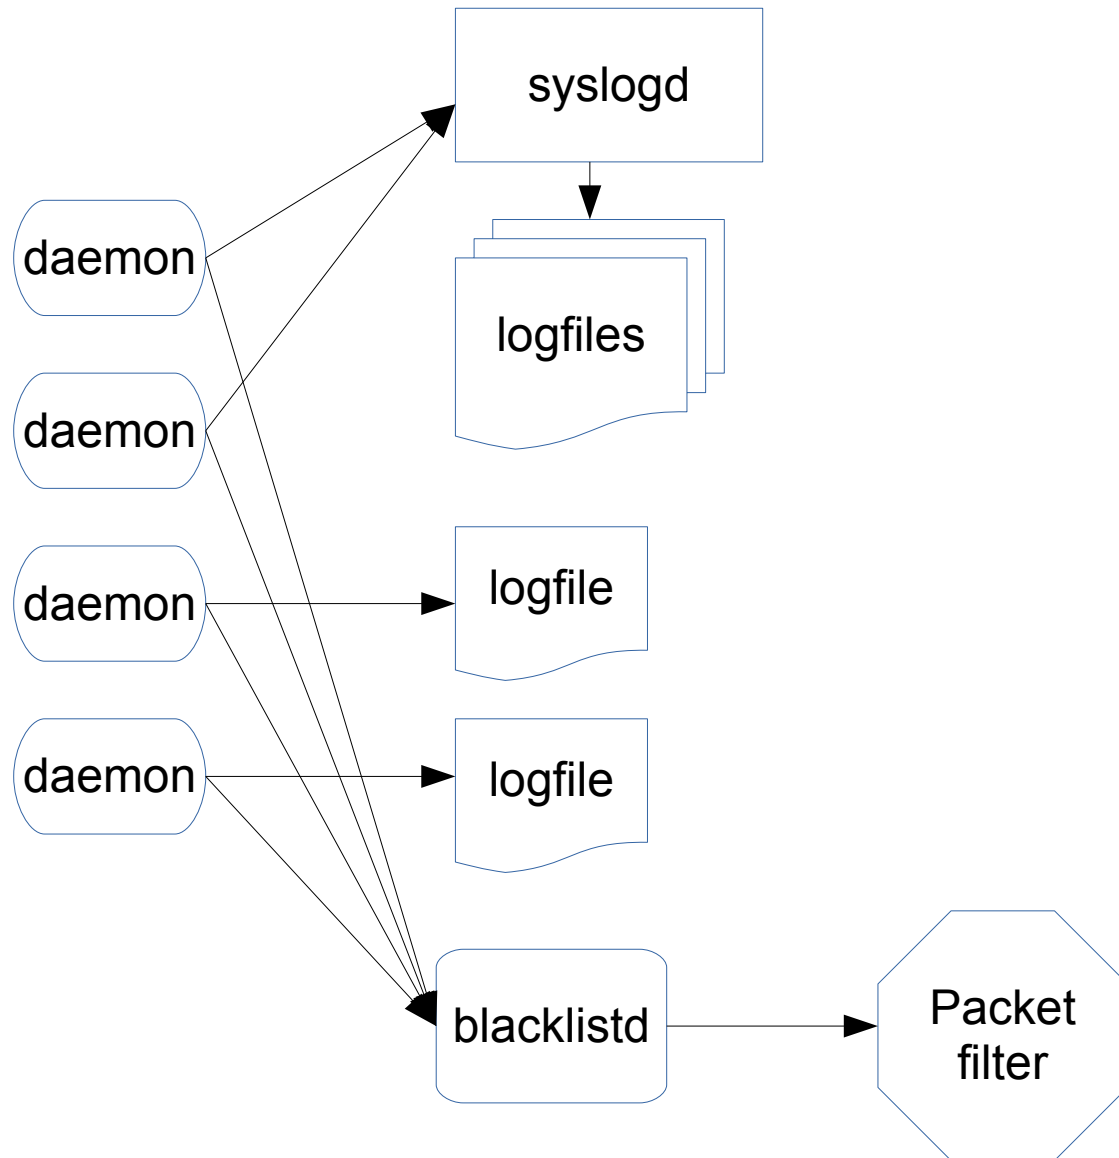 syslogd
daemon
logfiles
daemon
logfile
daemon
logfile
daemon
blacklistd
Packet
filter